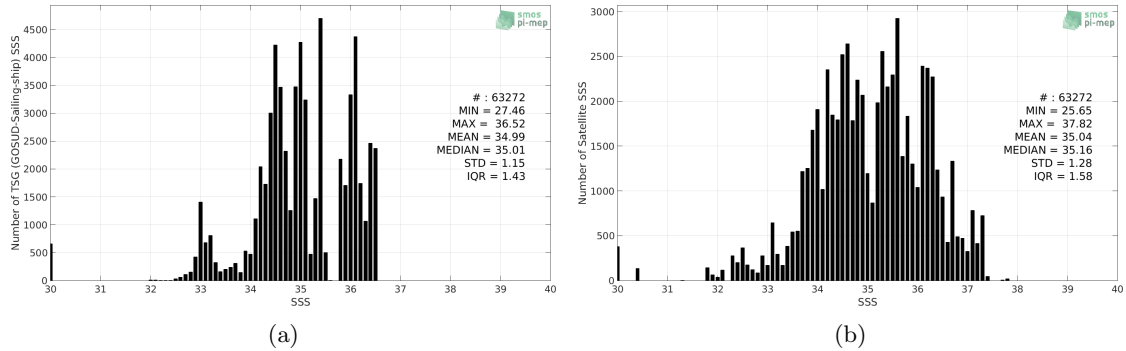 smos
pi-mep
Number of TSG (GOSUD-Sailing-ship) SSS
4500
4000
3500
3000
2500
2000
1500
1000
500
0
# : 63272
MIN = 27.46
MAX = 36.52
MEAN = 34.99
MEDIAN = 35.01
STD = 1.15
IQR = 1.43
30 31 32 33 34 35 36 37 38 39 40
SSS
(a)
smos
pi-mep
Number of Satellite SSS
3000
2500
2000
1500
1000
500
0
# : 63272
MIN = 25.65
MAX = 37.82
MEAN = 35.04
MEDIAN = 35.16
STD = 1.28
IQR = 1.58
30 31 32 33 34 35 36 37 38 39 40
SSS
(b)